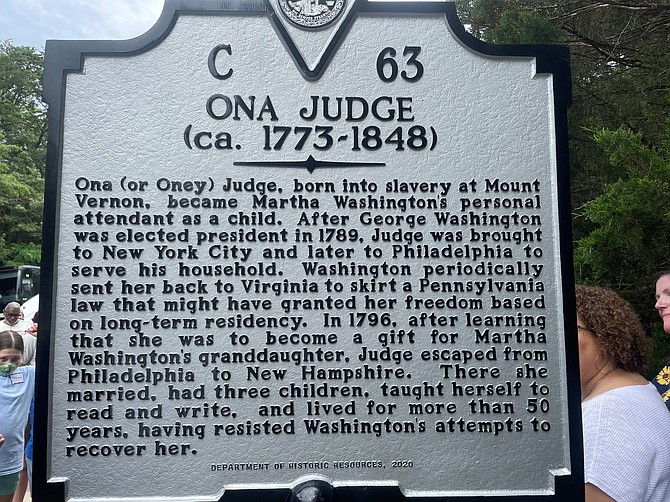 C 63
ONA JUDGE
(ca. 1773-1848)
Ona (or Oney) Judge, born into slavery at Mount
Vernon, became Martha Washington's personal
attendant as a child. After George Washington
was elected president in 1789, Judge was brought
to New York City and later to Philadelphia to
serve his household. Washington periodically
sent her back to Virginia to skirt a Pennsylvania
law that might have granted her freedom based
on long-term residency. In 1796, after learning
that she was to become a gift for Martha
Washington's granddaughter, Judge escaped from
Philadelphia to New Hampshire. There she
married, had three children, taught herself to
read and write, and lived for more than 50
years, having resisted Washington's attempts to
recover her.
DEPARTMENT OF HISTORIC RESOURCES, 2020